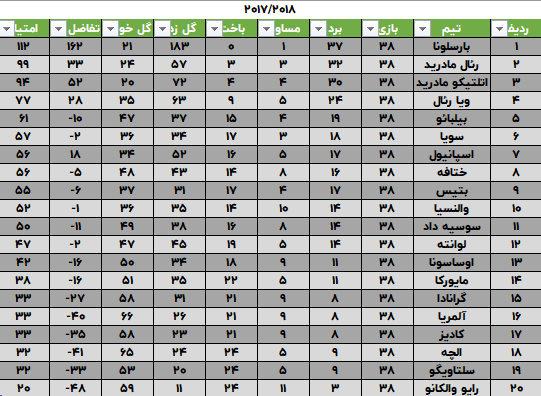 ۲۰۱۷/۲۰۱۸
ردیف تیم بازی برد مساو باخت گل زد گل خو تفاضل امتیا
۱ بارسلونا ۳۸ ۳۷ ۱ ۰ ۱۸۳ ۲۱ ۱۶۲ ۱۱۲
۲ رئال مادرید ۳۸ ۳۲ ۳ ۳ ۵۷ ۲۴ ۳۳ ۹۹
۳ اتلتیکو مادرید ۳۸ ۳۰ ۴ ۴ ۷۲ ۲۰ ۵۲ ۹۴
۴ ویا رئال ۳۸ ۲۴ ۵ ۹ ۶۳ ۳۵ ۲۸ ۷۷
۵ بیلبائو ۳۸ ۱۹ ۴ ۱۵ ۳۷ ۴۷ -۱۰ ۶۱
۶ سویا ۳۸ ۱۸ ۳ ۱۷ ۳۴ ۳۶ -۲ ۵۷
۷ اسپانیول ۳۸ ۱۷ ۵ ۱۶ ۵۲ ۳۴ ۱۸ ۵۶
۸ ختافه ۳۸ ۱۶ ۸ ۱۴ ۴۳ ۴۸ -۵ ۵۶
۹ بتیس ۳۸ ۱۷ ۴ ۱۷ ۳۱ ۳۷ -۶ ۵۵
۱۰ والنسیا ۳۸ ۱۴ ۱۰ ۱۴ ۳۵ ۳۶ -۱ ۵۲
۱۱ سوسیه داد ۳۸ ۱۴ ۸ ۱۶ ۳۸ ۴۹ -۱۱ ۵۰
۱۲ لوانته ۳۸ ۱۴ ۵ ۱۹ ۴۵ ۴۷ -۲ ۴۷
۱۳ اوساسونا ۳۸ ۱۱ ۹ ۱۸ ۳۴ ۵۰ -۱۶ ۴۲
۱۴ مایورکا ۳۸ ۱۱ ۵ ۲۲ ۳۵ ۵۱ -۱۶ ۳۸
۱۵ گرانادا ۳۸ ۸ ۹ ۲۱ ۳۱ ۵۸ -۲۷ ۳۳
۱۶ آلمریا ۳۸ ۸ ۹ ۲۱ ۲۶ ۶۶ -۴۰ ۳۳
۱۷ کادیز ۳۸ ۸ ۹ ۲۱ ۲۳ ۵۸ -۳۵ ۳۳
۱۸ الچه ۳۸ ۹ ۵ ۲۴ ۲۴ ۶۵ -۴۱ ۳۲
۱۹ سلتاویگو ۳۸ ۹ ۵ ۲۴ ۲۰ ۵۳ -۳۳ ۳۲
۲۰ رایو والکانو ۳۸ ۳ ۱۱ ۲۴ ۱۱ ۵۹ -۴۸ ۲۰